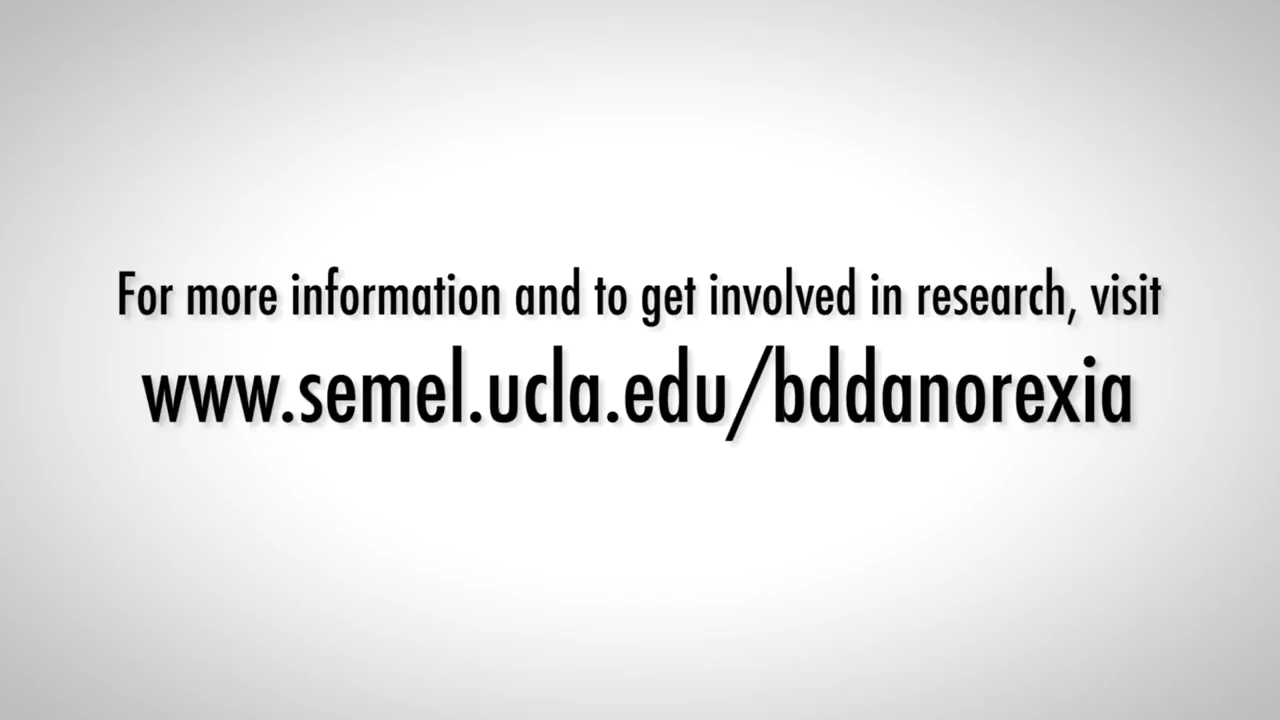 For more information and to get involved in research, visit
www.semel.ucla.edu/bddanorexia